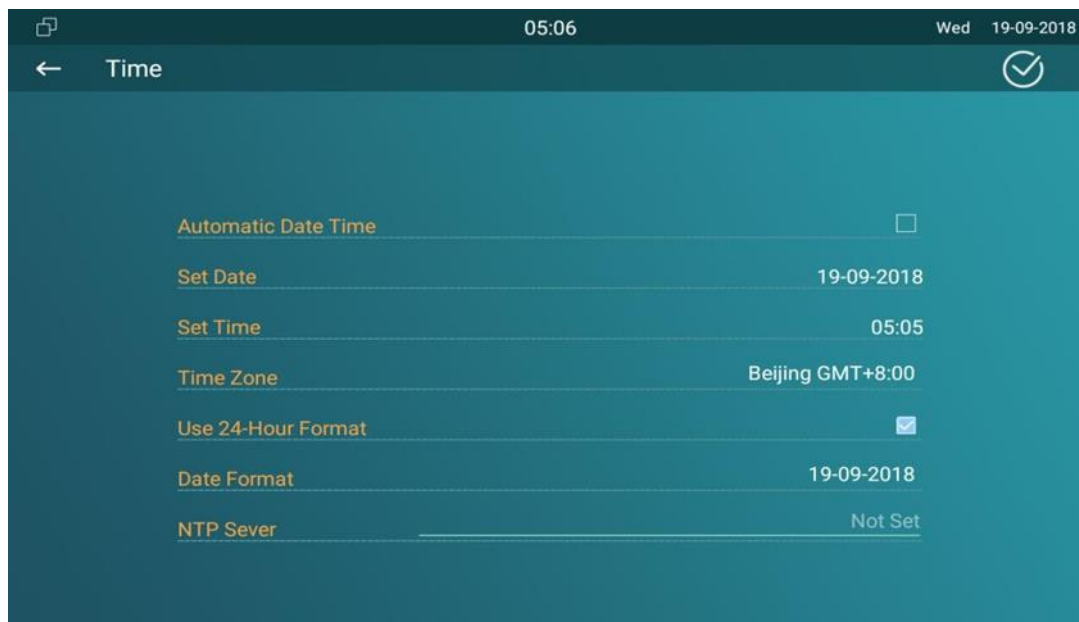 05:06 Wed 19-09-2018
Time
Automatic Date Time
Set Date 19-09-2018
Set Time 05:05
Time Zone Beijing GMT+8:00
Use 24-Hour Format
Date Format 19-09-2018
NTP Sever Not Set